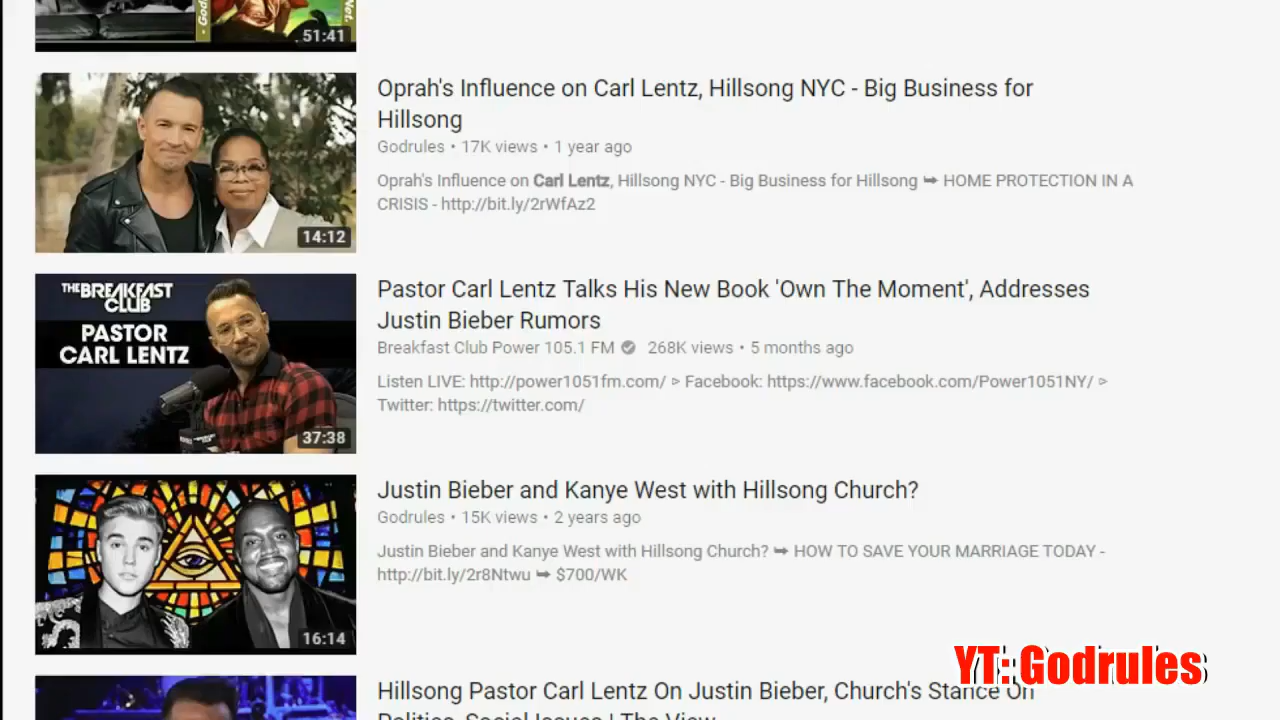 - God
Net.
51:41
Oprah's Influence on Carl Lentz, Hillsong NYC - Big Business for
Hillsong
Godrules • 17K views • 1 year ago
Oprah's Influence on Carl Lentz, Hillsong NYC - Big Business for Hillsong ➥ HOME PROTECTION IN A
CRISIS - http://bit.ly/2rWfAz2
14:12
THE BREAKFAST
CLUB
PASTOR
CARL LENTZ
37:38
Pastor Carl Lentz Talks His New Book 'Own The Moment', Addresses
Justin Bieber Rumors
Breakfast Club Power 105.1 FM 268K views • 5 months ago
Listen LIVE: http://power1051fm.com/ ▹ Facebook: https://www.facebook.com/Power1051NY/ ▹
Twitter: https://twitter.com/
Justin Bieber and Kanye West with Hillsong Church?
Godrules • 15K views • 2 years ago
Justin Bieber and Kanye West with Hillsong Church? ➥ HOW TO SAVE YOUR MARRIAGE TODAY -
http://bit.ly/2r8Ntwu ➥ $700/WK
16:14
YT: Godrules
Hillsong Pastor Carl Lentz On Justin Bieber, Church's Stance On
Politics, Social Issues | The View